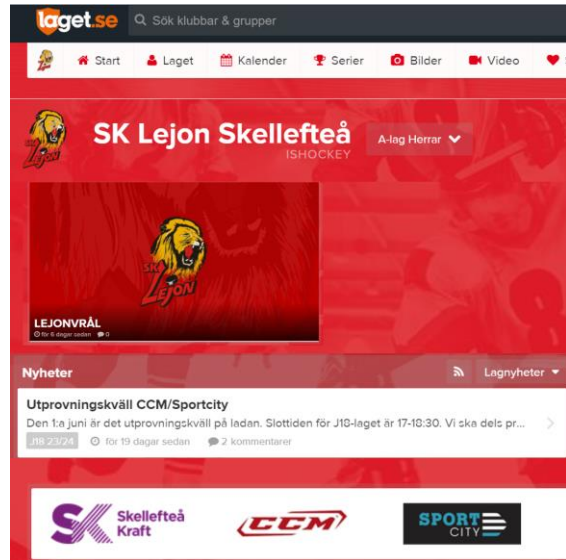 laget.se
Sök klubbar & grupper
Start Laget Kalender Serier Bilder Video
SK Lejon Skellefteå
ISHOCKEY
A-lag Herrar
SK
LEJON
LEJONVRÅL
för 6 dagar sedan 0
Nyheter
Lagnyheter
Utprovningskväll CCM/Sportcity
Den 1:a juni är det utprovningskväll på ladan. Slottiden för J18-laget är 17-18:30. Vi ska dels pr...
J18 23/24 för 19 dagar sedan 2 kommentarer
SK Skellefteå
Kraft
CCM
SPORT
CITY